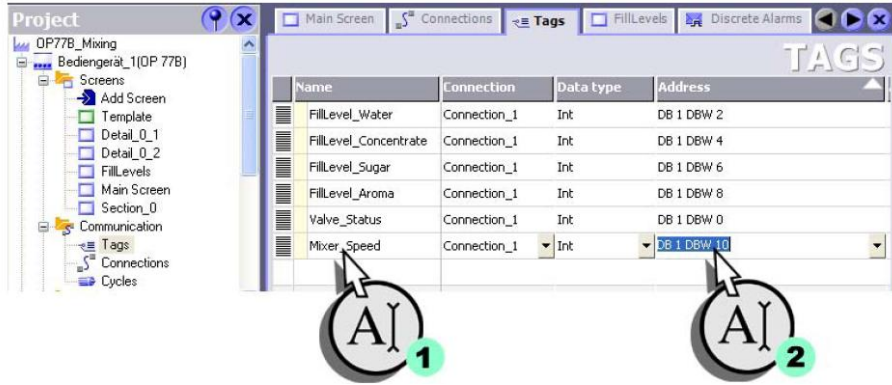 Project
OP77B_Mixing
Bediengerät_1(OP 77B)
Screens
Add Screen
Template
Detail_0_1
Detail_0_2
FillLevels
Main Screen
Section_0
Communication
Tags
Connections
Cycles
Main Screen Connections Tags FillLevels Discrete Alarms
TAGS
Name Connection Data type Address
FillLevel_Water Connection_1 Int DB 1 DBW 2
FillLevel_Concentrate Connection_1 Int DB 1 DBW 4
FillLevel_Sugar Connection_1 Int DB 1 DBW 6
FillLevel_Aroma Connection_1 Int DB 1 DBW 8
Valve_Status Connection_1 Int DB 1 DBW 0
Mixer_Speed Connection_1 Int DB 1 DBW 10
A 1 A 2